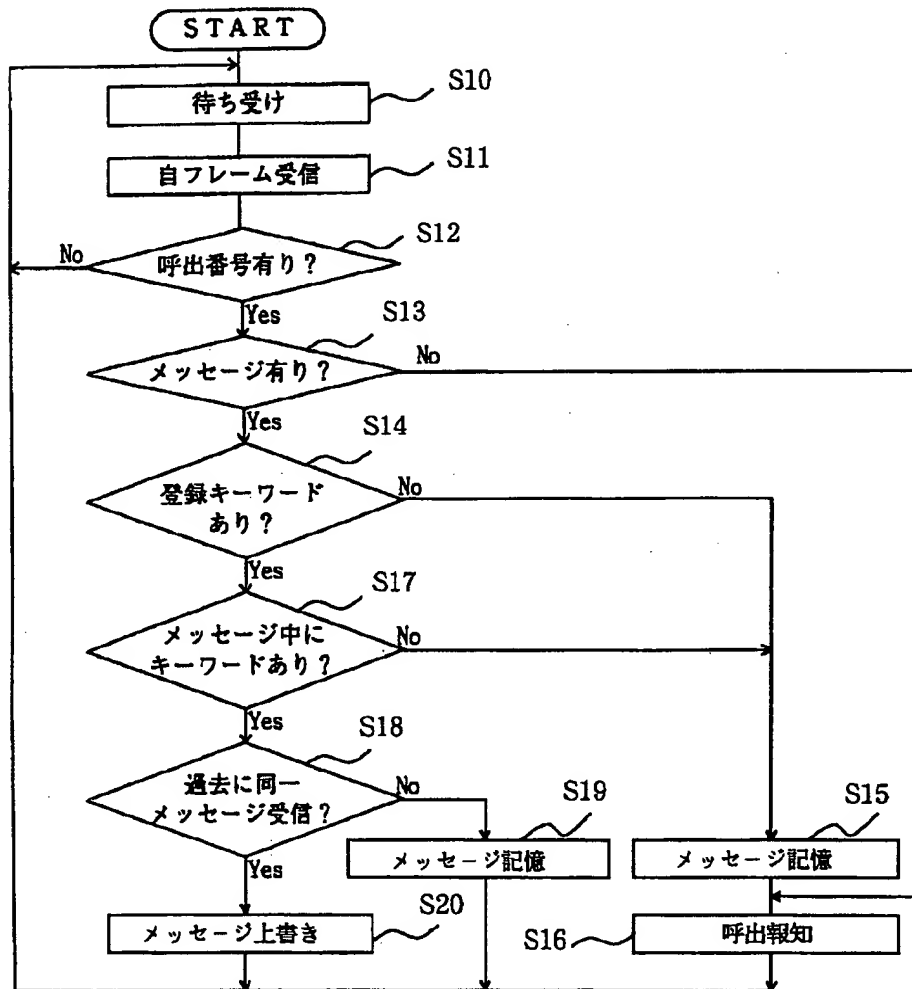 START
待ち受け
S10
自フレーム受信
S11
呼出番号有り？
S12
No
Yes
メッセージ有り？
S13
No
Yes
登録キーワード
あり？
S14
No
Yes
メッセージ中に
キーワードあり？
S17
No
Yes
過去に同一
メッセージ受信？
S18
No
Yes
メッセージ記憶
S19
メッセージ記憶
S15
メッセージ上書き
S20
S16
呼出報知